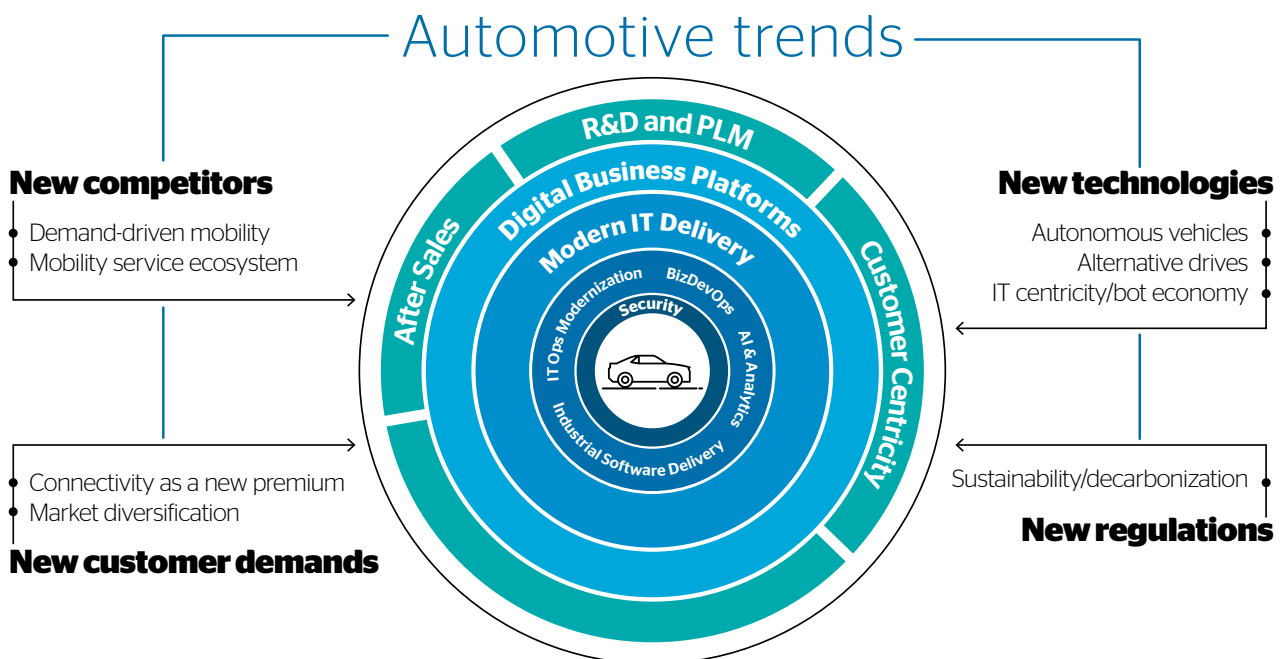 Automotive trends
New competitors
Demand-driven mobility
Mobility service ecosystem
New technologies
Autonomous vehicles
Alternative drives
IT centricity/bot economy
R&D and PLM
After Sales
Customer Centricity
Digital Business Platforms
Modern IT Delivery
IT Ops Modernization
BizDevOps
AI & Analytics
Industrial Software Delivery
Security
Connectivity as a new premium
Market diversification
New customer demands
Sustainability/decarbonization
New regulations